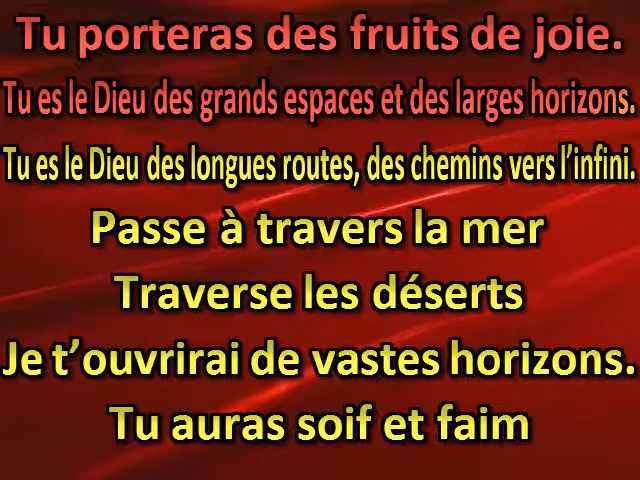 Tu porteras des fruits de joie.
Tu es le Dieu des grands espaces et des larges horizons.
Tu es le Dieu des longues routes, des chemins vers l’infini.
Passe à travers la mer
Traverse les déserts
Je t’ouvrirai de vastes horizons.
Tu auras soif et faim